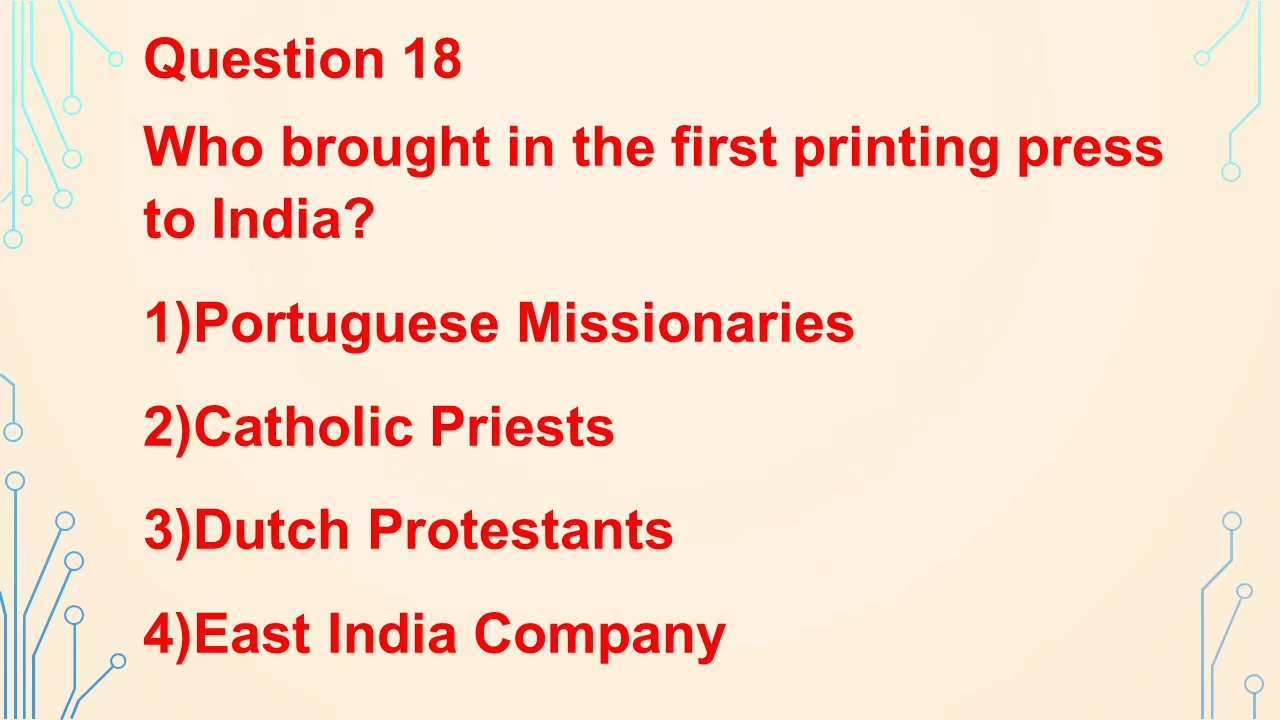 Question 18
Who brought in the first printing press
to India?
1)Portuguese Missionaries
2)Catholic Priests
3)Dutch Protestants
4)East India Company